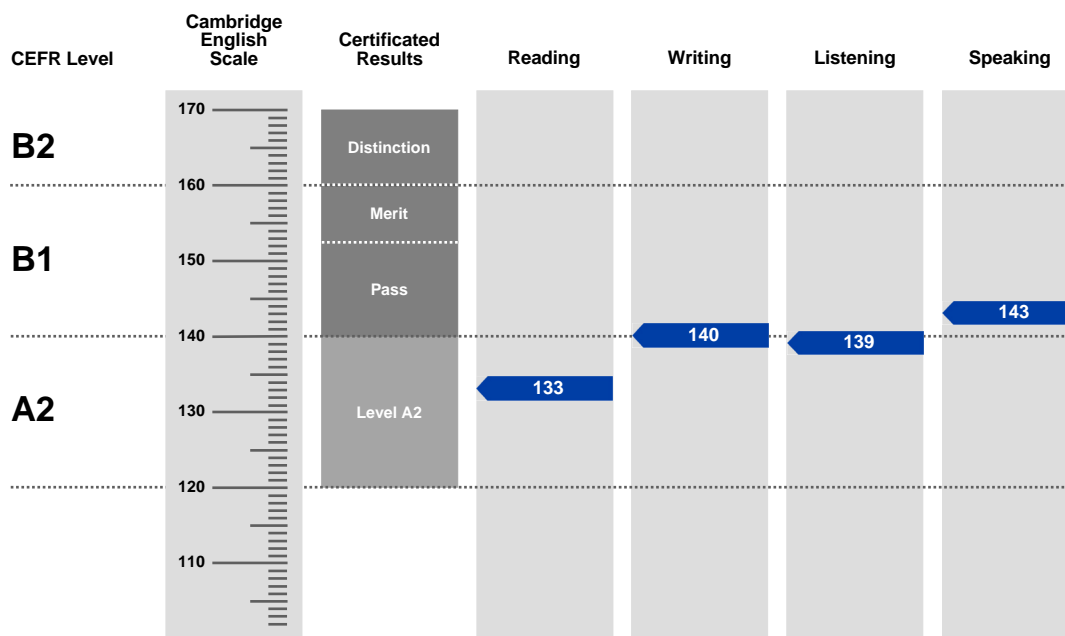 CEFR Level
Cambridge
English
Scale
Certificated
Results
Reading
Writing
Listening
Speaking
170
B2
Distinction
160
Merit
B1
150
Pass
143
140
140
139
133
A2
130
Level A2
120
110